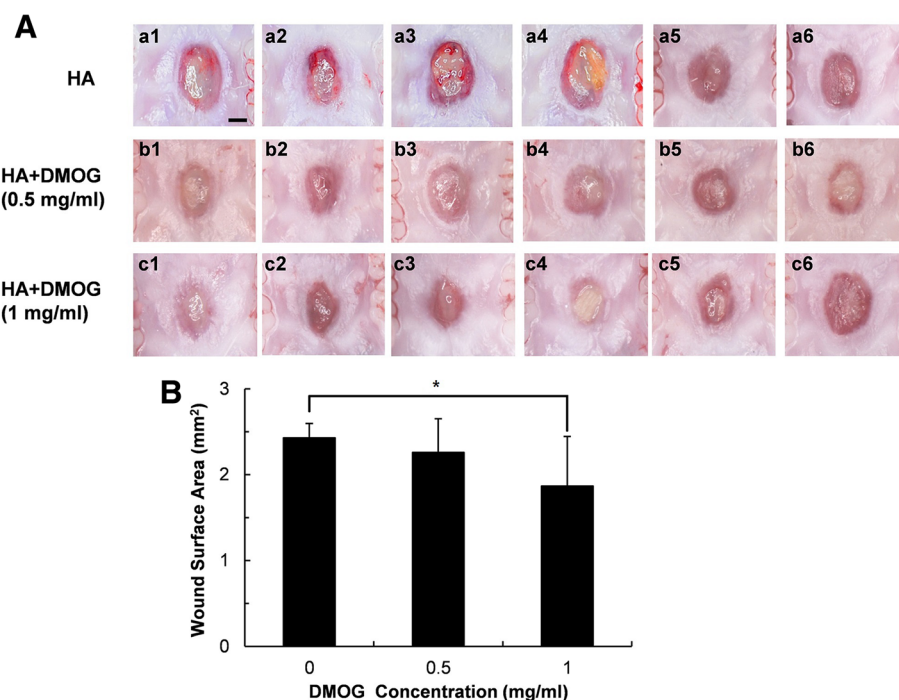 A
a1 a2 a3 a4 a5 a6
HA
b1 b2 b3 b4 b5 b6
HA+DMOG
(0.5 mg/ml)
c1 c2 c3 c4 c5 c6
HA+DMOG
(1 mg/ml)
B
3
*
2
1
0
Wound Surface Area (mm²)
0 0.5 1
DMOG Concentration (mg/ml)